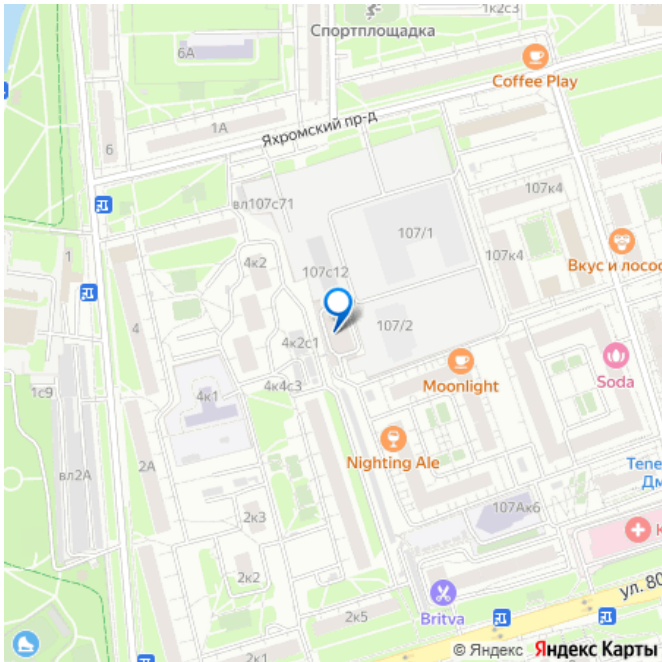 1к2с3
Спортплощадка
6А
Coffee Play
1А
Яхромский пр-д
6
107к4
вл107с71
107/1
Вкус и лосос
1
4к2
107к4
107с12
4
107/2
4к2с1
Moonlight
Soda
4к4с3
1с9
4к1
Nighting Ale
Тепе
Дм
вл2А
2А
107Ак6
2к3
К
2к2
ул. 80
Britva
2к5
2к1
© Яндекс Яндекс Карты